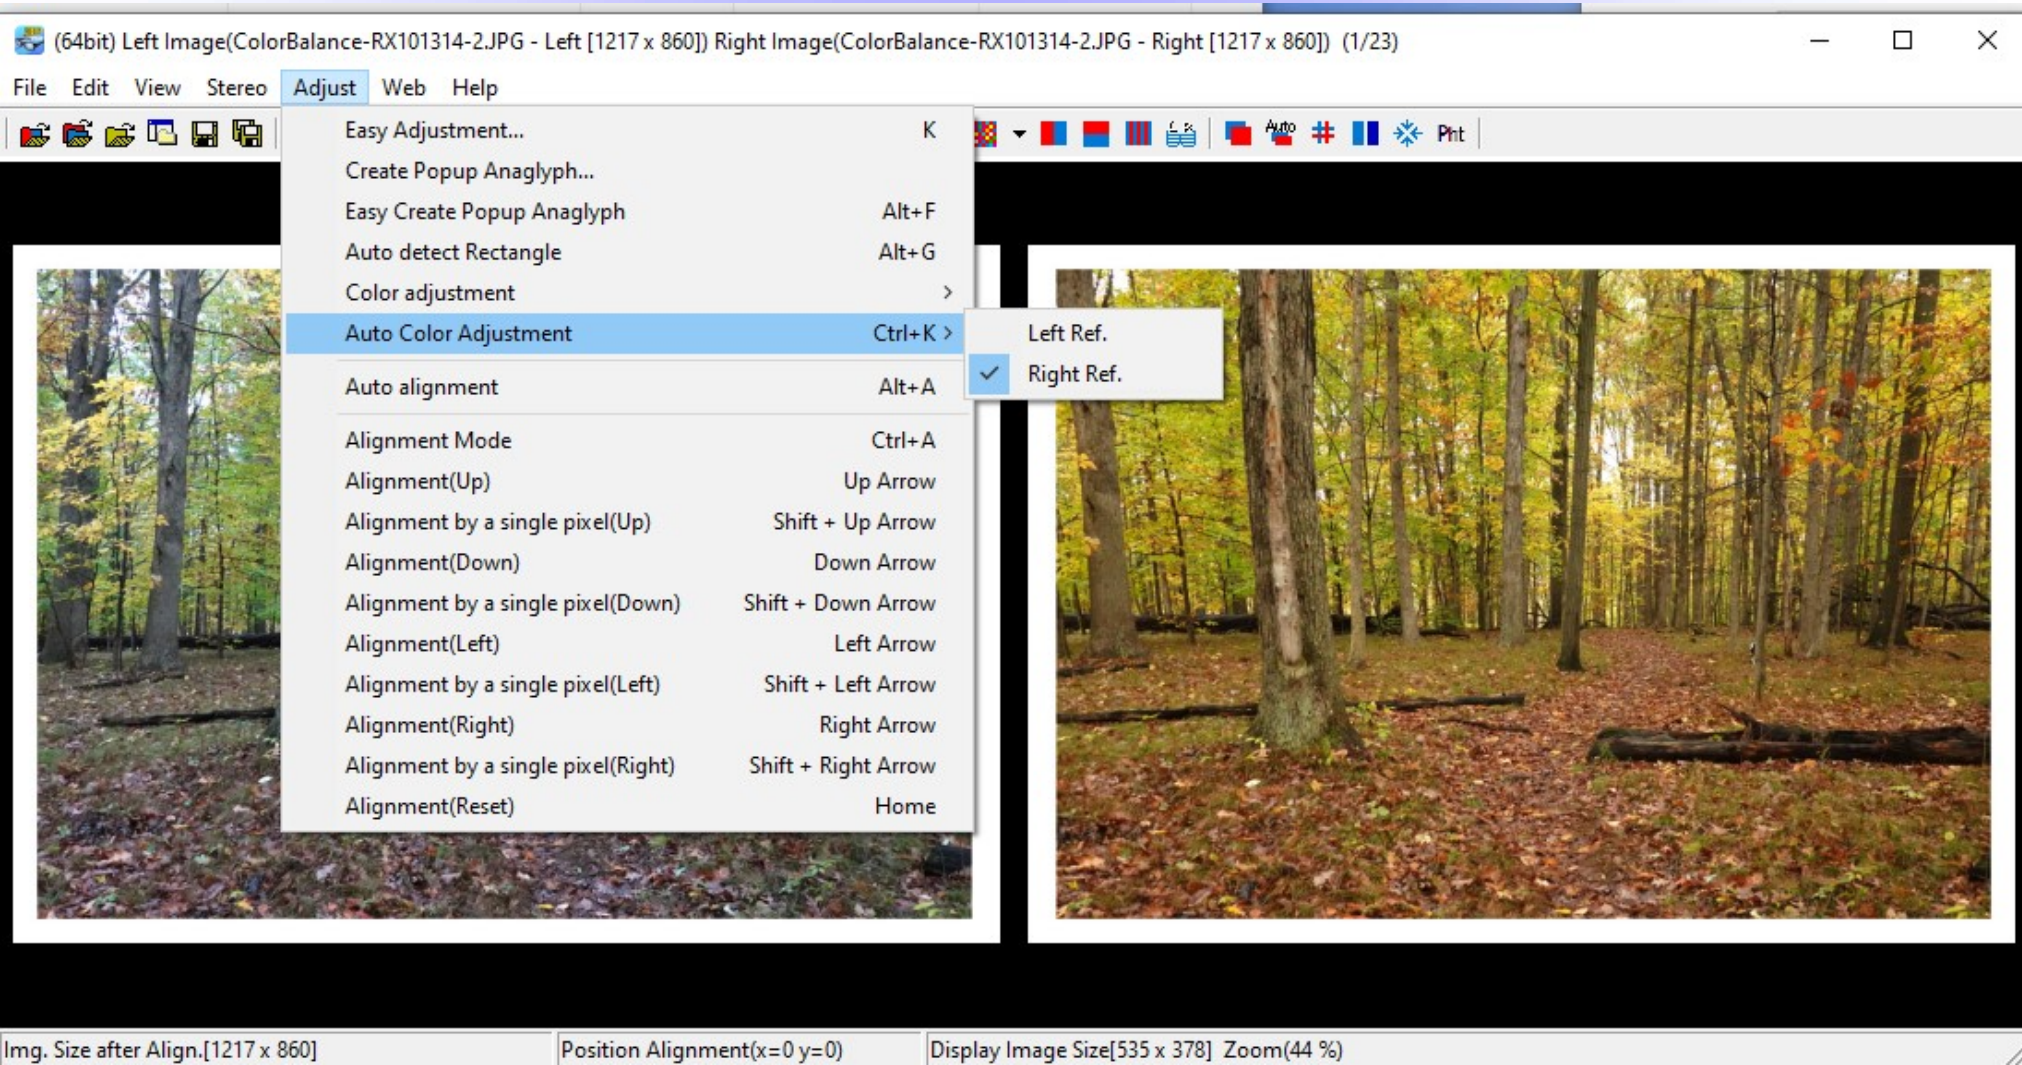 (64bit) Left Image(ColorBalance-RX101314-2.JPG - Left [1217 x 860]) Right Image(ColorBalance-RX101314-2.JPG - Right [1217 x 860]) (1/23)
File Edit View Stereo Adjust Web Help
Auto Pht
L R
Easy Adjustment... K
Create Popup Anaglyph...
Easy Create Popup Anaglyph Alt+F
Auto detect Rectangle Alt+G
Color adjustment >
Auto Color Adjustment Ctrl+K >
Left Ref.
Right Ref.
Auto alignment Alt+A
Alignment Mode Ctrl+A
Alignment(Up) Up Arrow
Alignment by a single pixel(Up) Shift + Up Arrow
Alignment(Down) Down Arrow
Alignment by a single pixel(Down) Shift + Down Arrow
Alignment(Left) Left Arrow
Alignment by a single pixel(Left) Shift + Left Arrow
Alignment(Right) Right Arrow
Alignment by a single pixel(Right) Shift + Right Arrow
Alignment(Reset) Home
Img. Size after Align.[1217 x 860] Position Alignment(x=0 y=0) Display Image Size[535 x 378] Zoom(44 %)